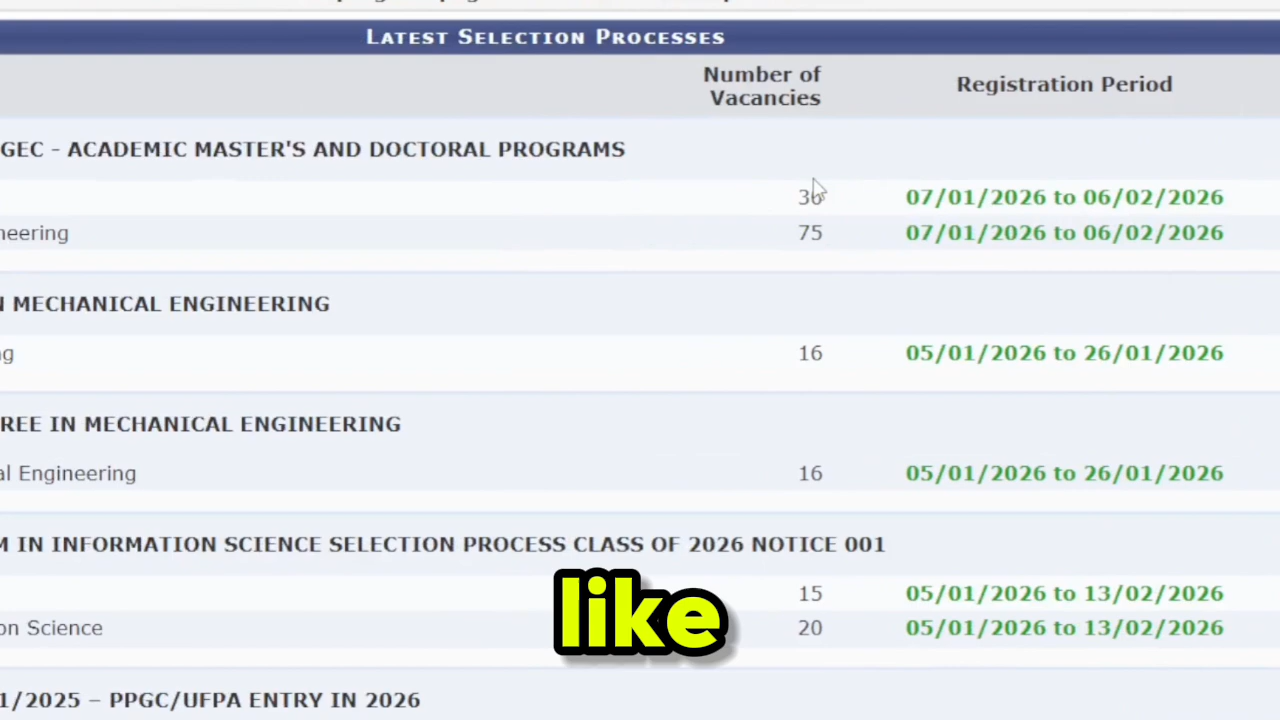 LATEST SELECTION PROCESSES
Number of
Vacancies
Registration Period
GEC - ACADEMIC MASTER'S AND DOCTORAL PROGRAMS
07/01/2026 to 06/02/2026
neering 75 07/01/2026 to 06/02/2026
N MECHANICAL ENGINEERING
ng 16 05/01/2026 to 26/01/2026
REE IN MECHANICAL ENGINEERING
al Engineering 16 05/01/2026 to 26/01/2026
M IN INFORMATION SCIENCE SELECTION PROCESS CLASS OF 2026 NOTICE 001
15 05/01/2026 to 13/02/2026
like
on Science 20 05/01/2026 to 13/02/2026
1/2025 – PPGC/UFPA ENTRY IN 2026